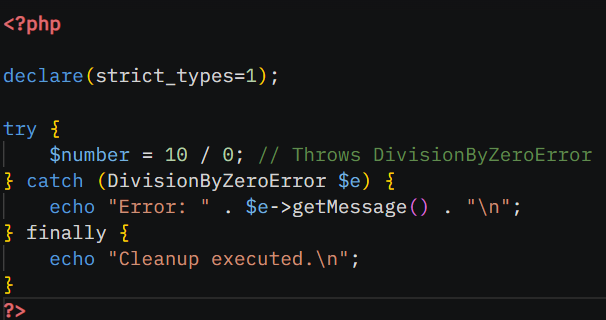 <?php
declare(strict_types=1);
try {
    $number = 10 / 0; // Throws DivisionByZeroError
} catch (DivisionByZeroError $e) {
    echo "Error: " . $e->getMessage() . "\n";
} finally {
    echo "Cleanup executed.\n";
}
?>